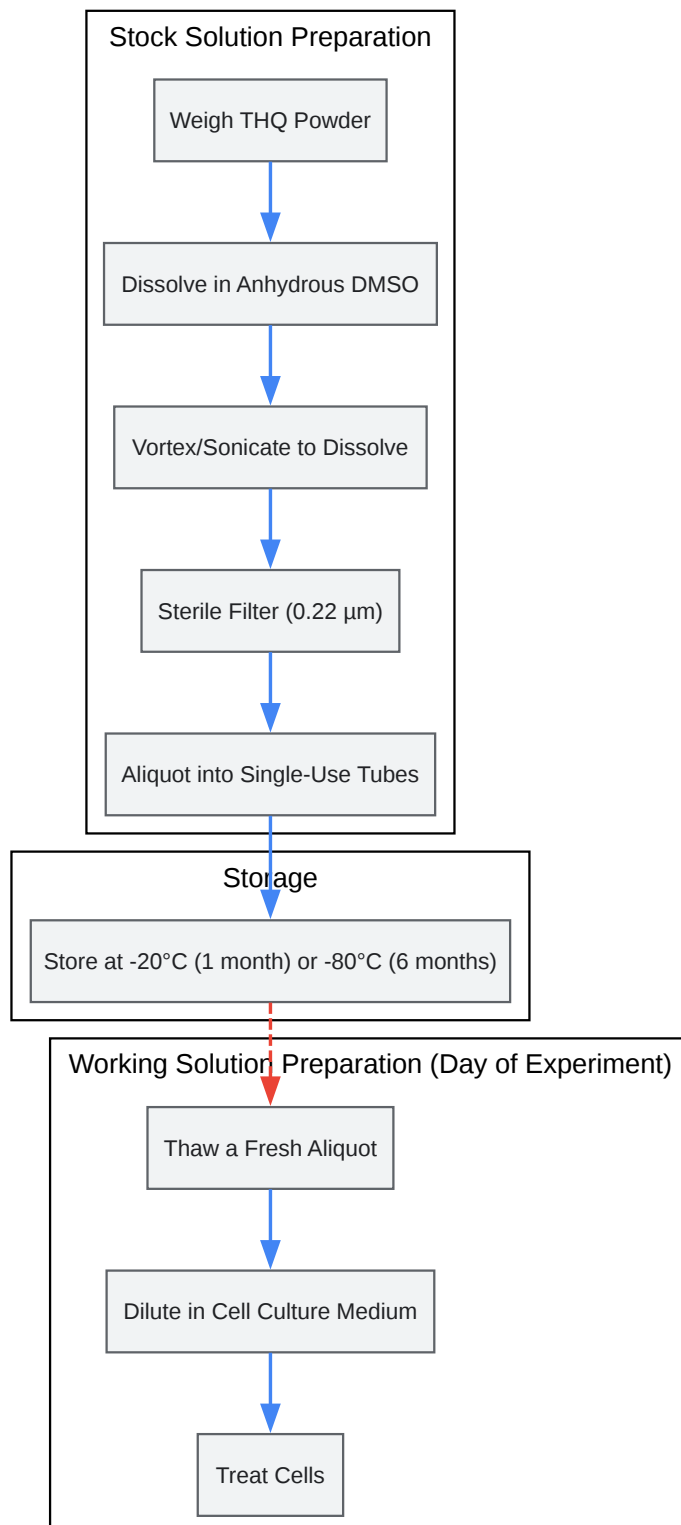 Stock Solution Preparation
Weigh THQ Powder
Dissolve in Anhydrous DMSO
Vortex/Sonicate to Dissolve
Sterile Filter (0.22 µm)
Aliquot into Single-Use Tubes
Storage
Store at -20°C (1 month) or -80°C (6 months)
Working Solution Preparation (Day of Experiment)
Thaw a Fresh Aliquot
Dilute in Cell Culture Medium
Treat Cells